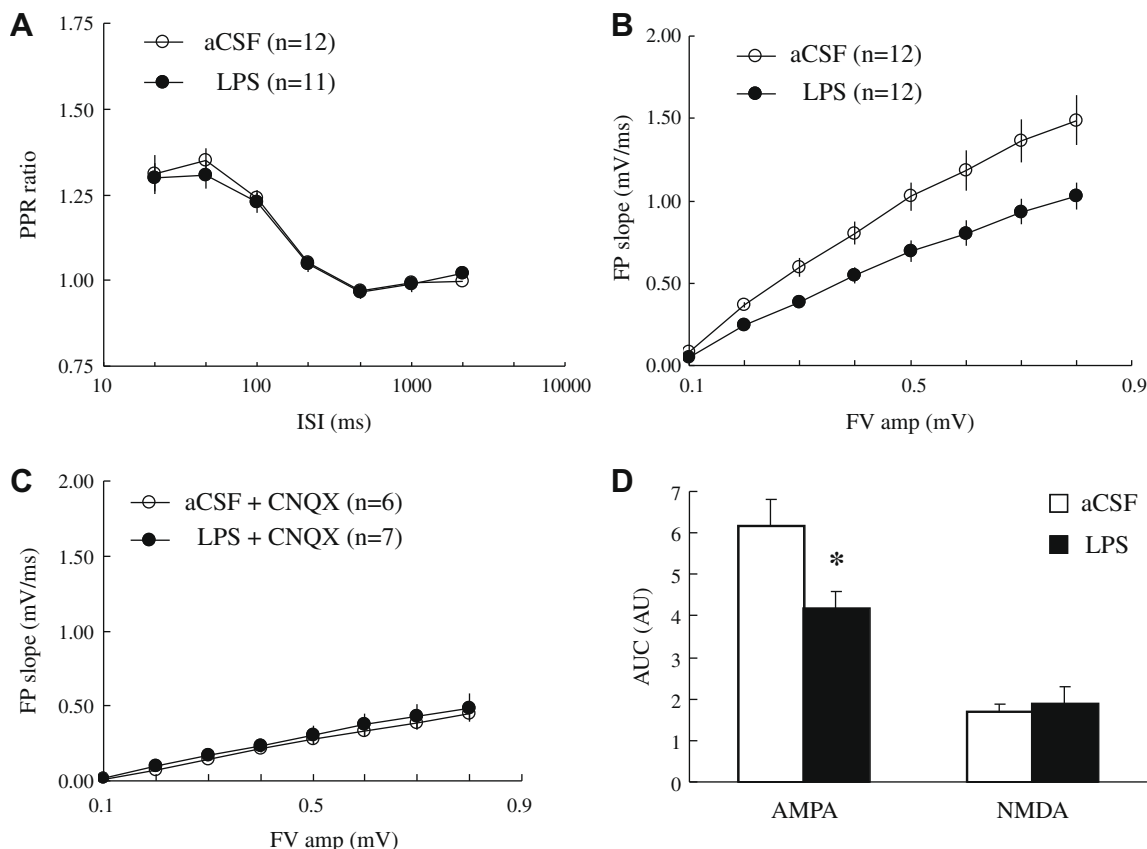 A
1.75
1.50
1.25
1.00
0.75
PPR ratio
aCSF (n=12)
LPS (n=11)
10 100 1000 10000
ISI (ms)
B
2.00
1.50
1.00
0.50
0.00
FP slope (mV/ms)
aCSF (n=12)
LPS (n=12)
0.1 0.5 0.9
FV amp (mV)
C
2.00
1.50
1.00
0.50
0.00
FP slope (mV/ms)
aCSF + CNQX (n=6)
LPS + CNQX (n=7)
0.1 0.5 0.9
FV amp (mV)
D
7
6
5
4
3
2
1
0
AUC (AU)
aCSF
LPS
*
AMPA NMDA